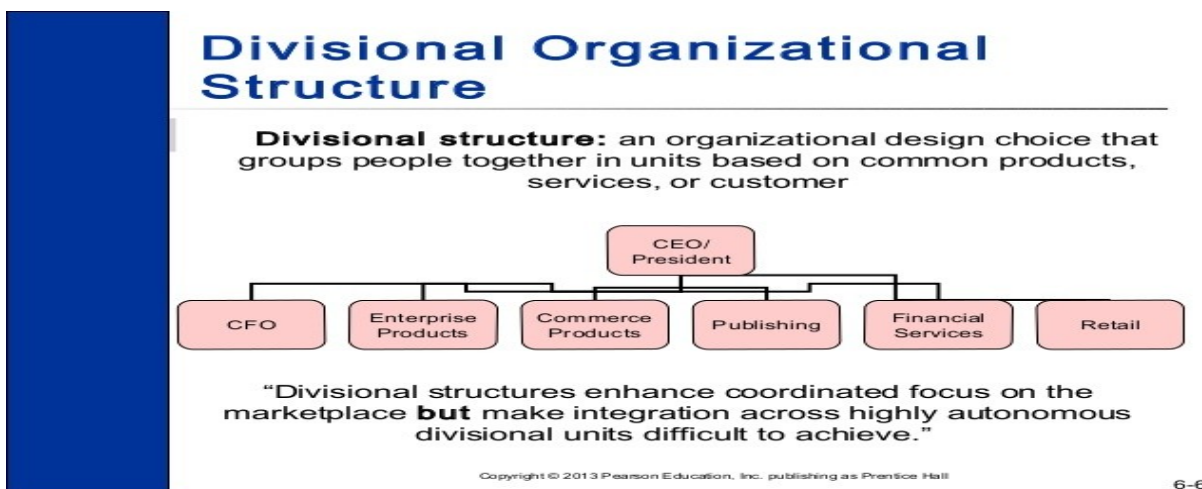 Divisional Organizational
Structure
Divisional structure: an organizational design choice that
groups people together in units based on common products,
services, or customer
CEO/
President
CFO
Enterprise
Products
Commerce
Products
Publishing
Financial
Services
Retail
“Divisional structures enhance coordinated focus on the
marketplace but make integration across highly autonomous
divisional units difficult to achieve.”
Copyright © 2013 Pearson Education, Inc. publishing as Prentice Hall
6-6